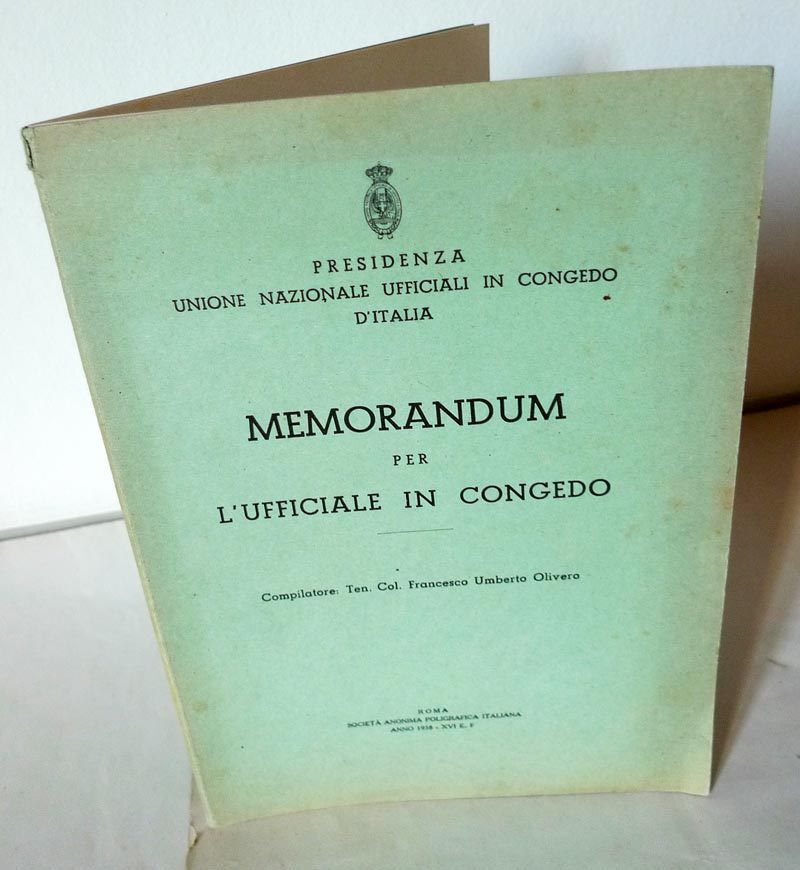 PRESIDENZA
UNIONE NAZIONALE UFFICIALI IN CONGEDO
D'ITALIA
MEMORANDUM
PER
L'UFFICIALE IN CONGEDO
Compilatore: Ten. Col. Francesco Umberto Olivero
ROMA
SOCIETÀ ANONIMA POLIGRAFICA ITALIANA
ANNO 1938 - XVI E. F